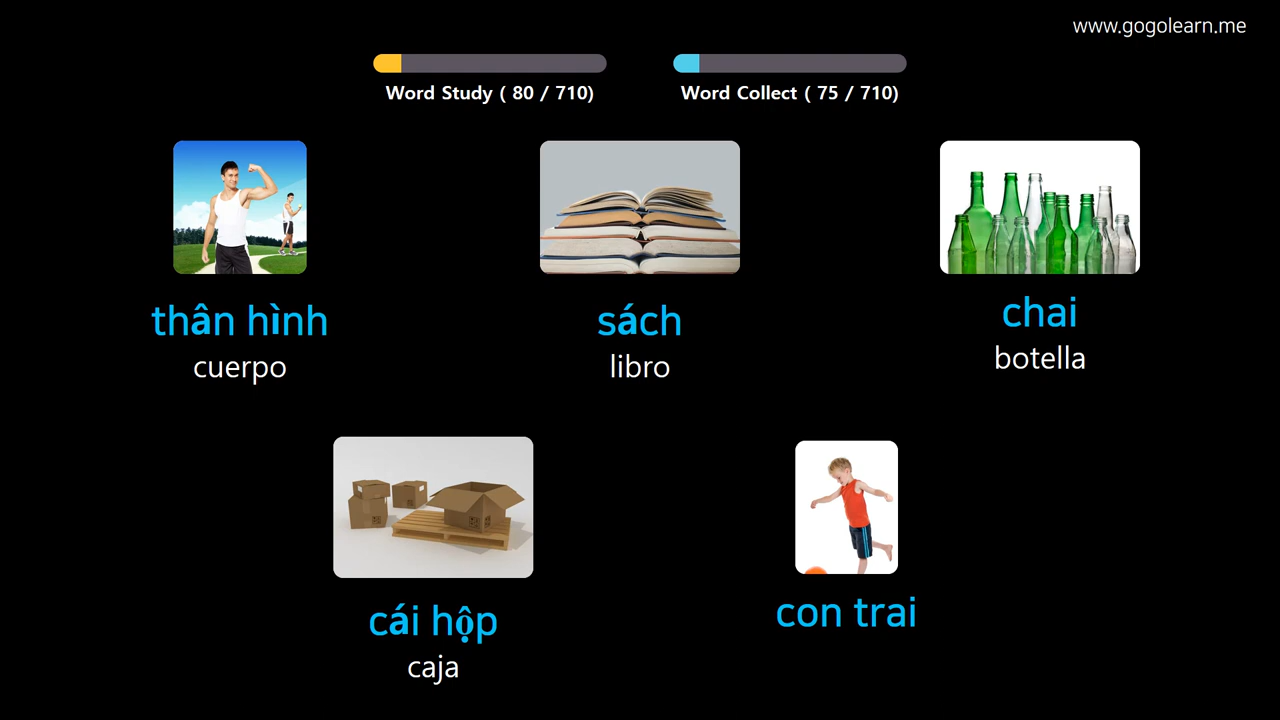 www.gogolearn.me
Word Study ( 80 / 710)
Word Collect ( 75 / 710)
thân hình
cuerpo
sách
libro
chai
botella
cái hộp
caja
con trai